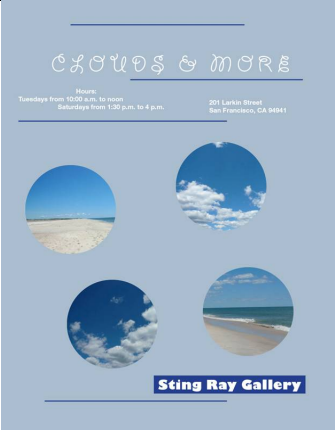 CLOUDS & MORE
Hours:
Tuesdays from 10:00 a.m. to noon
Saturdays from 1:30 p.m. to 4 p.m.
201 Larkin Street
San Francisco, CA 94941
Sting Ray Gallery